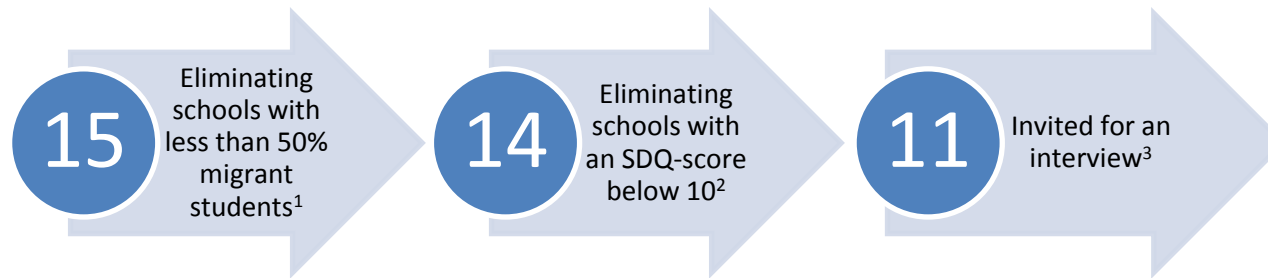 15
Eliminating
schools with
less than 50%
migrant
students¹
14
Eliminating
schools with
an SDQ-score
below 10²
11
Invited for an
interview³